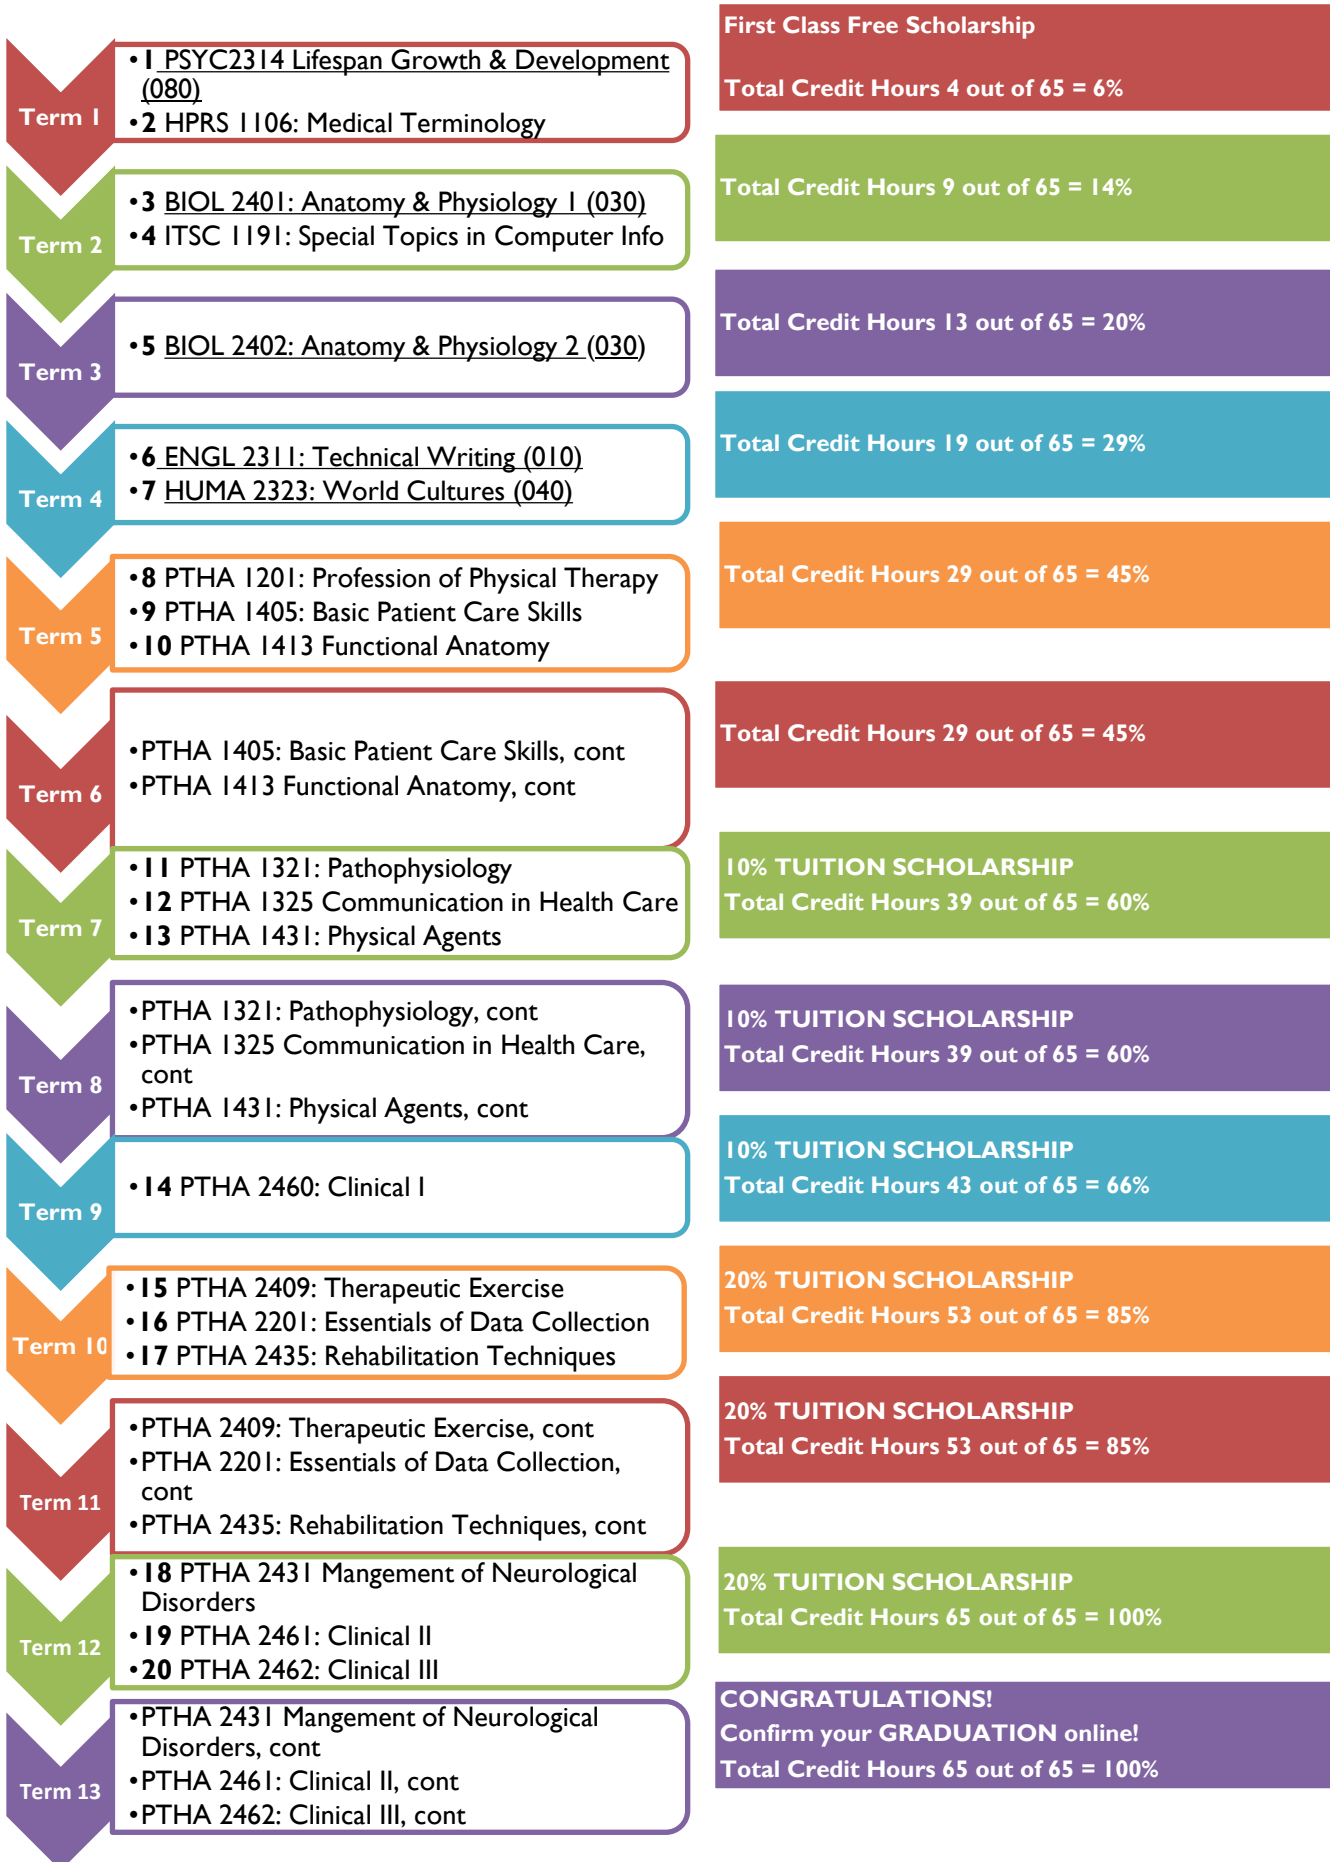 First Class Free Scholarship
Total Credit Hours 4 out of 65 = 6%
Term 1
•1 PSYC2314 Lifespan Growth & Development
(080)
•2 HPRS 1106: Medical Terminology
Total Credit Hours 9 out of 65 = 14%
Term 2
•3 BIOL 2401: Anatomy & Physiology 1 (030)
•4 ITSC 1191: Special Topics in Computer Info
Total Credit Hours 13 out of 65 = 20%
Term 3
•5 BIOL 2402: Anatomy & Physiology 2 (030)
Total Credit Hours 19 out of 65 = 29%
Term 4
•6 ENGL 2311: Technical Writing (010)
•7 HUMA 2323: World Cultures (040)
Total Credit Hours 29 out of 65 = 45%
Term 5
•8 PTHA 1201: Profession of Physical Therapy
•9 PTHA 1405: Basic Patient Care Skills
•10 PTHA 1413 Functional Anatomy
Total Credit Hours 29 out of 65 = 45%
Term 6
•PTHA 1405: Basic Patient Care Skills, cont
•PTHA 1413 Functional Anatomy, cont
10% TUITION SCHOLARSHIP
Total Credit Hours 39 out of 65 = 60%
Term 7
•11 PTHA 1321: Pathophysiology
•12 PTHA 1325 Communication in Health Care
•13 PTHA 1431: Physical Agents
10% TUITION SCHOLARSHIP
Total Credit Hours 39 out of 65 = 60%
Term 8
•PTHA 1321: Pathophysiology, cont
•PTHA 1325 Communication in Health Care,
cont
•PTHA 1431: Physical Agents, cont
10% TUITION SCHOLARSHIP
Total Credit Hours 43 out of 65 = 66%
Term 9
•14 PTHA 2460: Clinical I
20% TUITION SCHOLARSHIP
Total Credit Hours 53 out of 65 = 85%
Term 10
•15 PTHA 2409: Therapeutic Exercise
•16 PTHA 2201: Essentials of Data Collection
•17 PTHA 2435: Rehabilitation Techniques
20% TUITION SCHOLARSHIP
Total Credit Hours 53 out of 65 = 85%
Term 11
•PTHA 2409: Therapeutic Exercise, cont
•PTHA 2201: Essentials of Data Collection,
cont
•PTHA 2435: Rehabilitation Techniques, cont
20% TUITION SCHOLARSHIP
Total Credit Hours 65 out of 65 = 100%
Term 12
•18 PTHA 2431 Mangement of Neurological
Disorders
•19 PTHA 2461: Clinical II
•20 PTHA 2462: Clinical III
CONGRATULATIONS!
Confirm your GRADUATION online!
Total Credit Hours 65 out of 65 = 100%
Term 13
•PTHA 2431 Mangement of Neurological
Disorders, cont
•PTHA 2461: Clinical II, cont
•PTHA 2462: Clinical III, cont